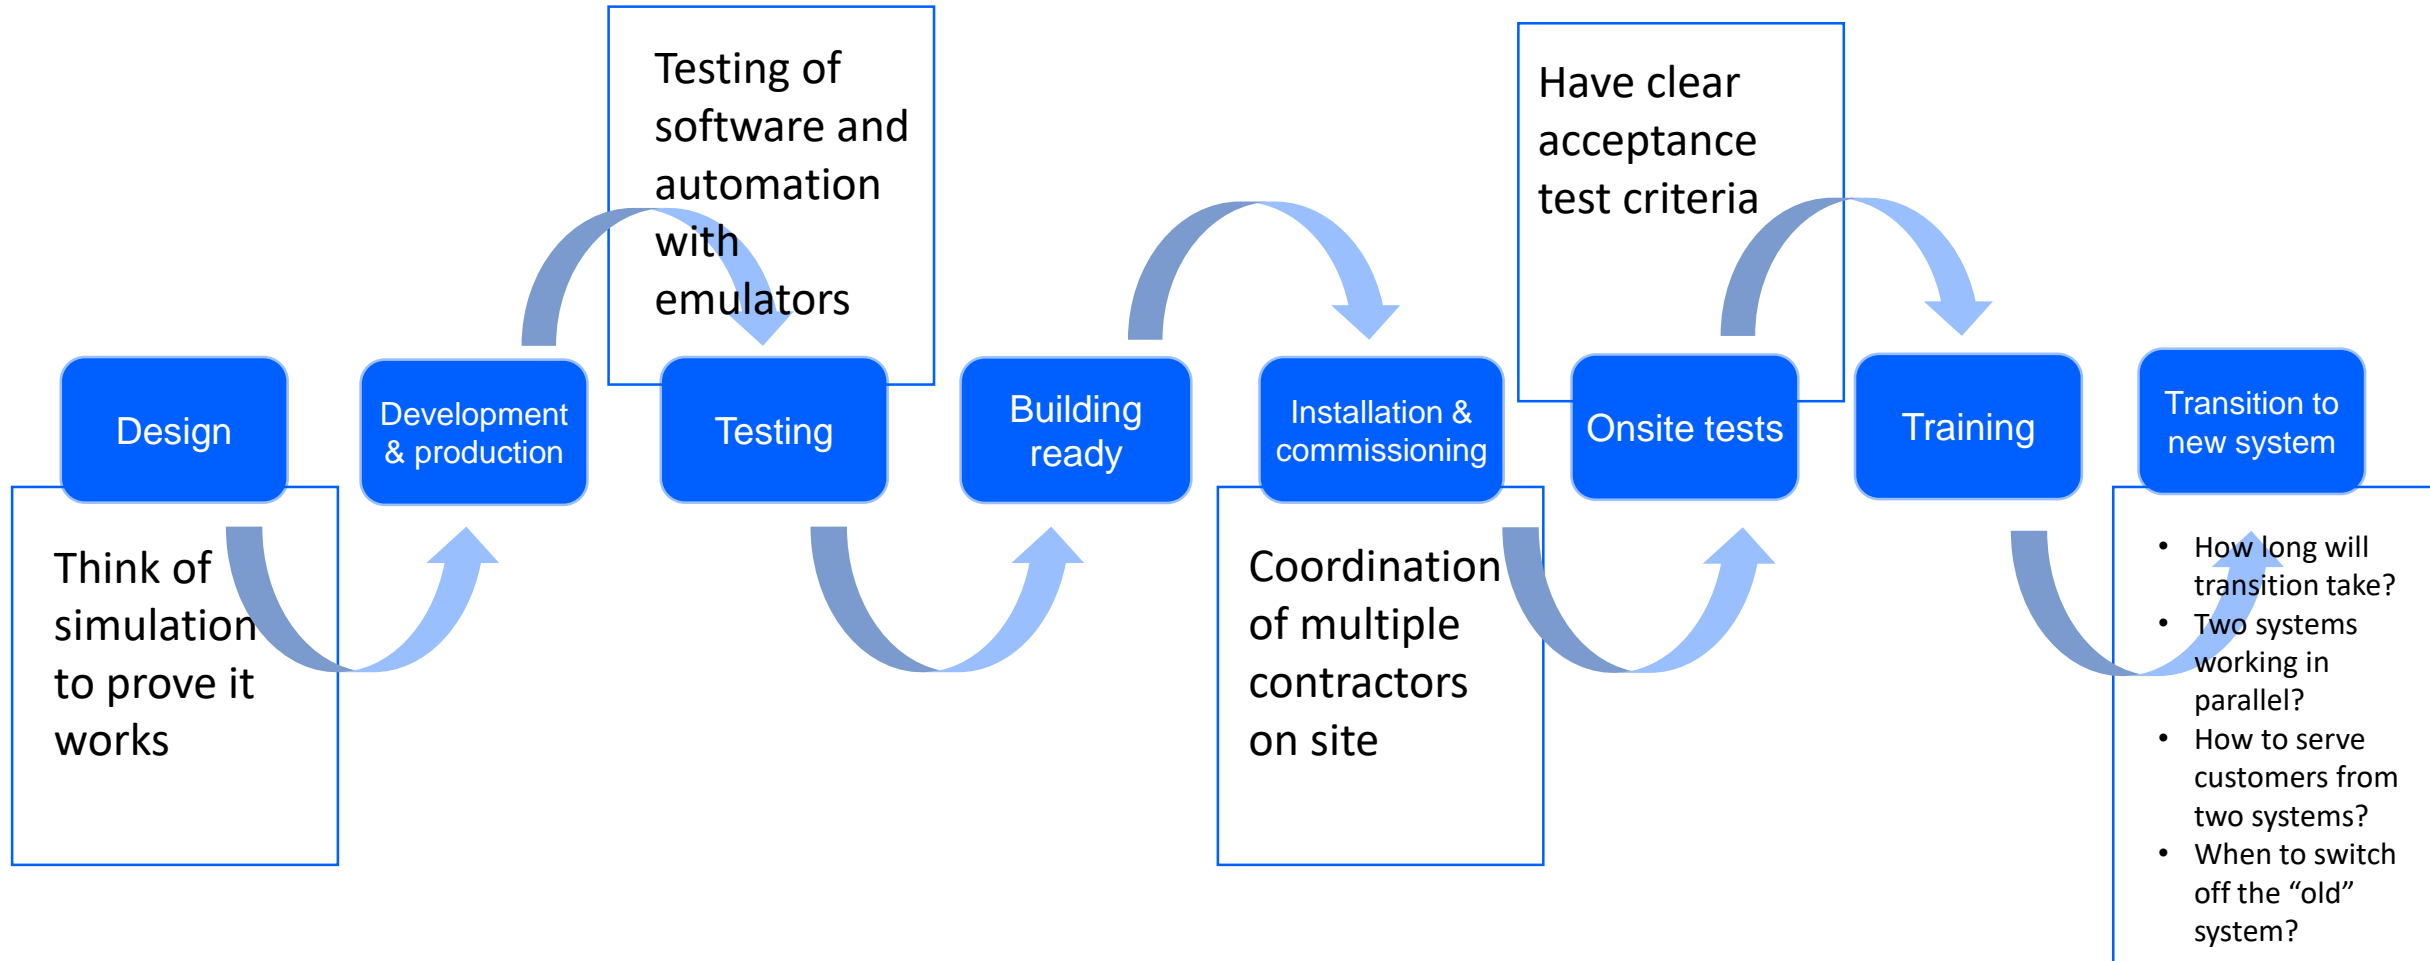 Testing of
software and
automation
with
emulators
Have clear
acceptance
test criteria
Design
Development
& production
Testing
Building
ready
Installation &
commissioning
Onsite tests
Training
Transition to
new system
Think of
simulation
to prove it
works
Coordination
of multiple
contractors
on site
• How long will
transition take?
• Two systems
working in
parallel?
• How to serve
customers from
two systems?
• When to switch
off the “old”
system?